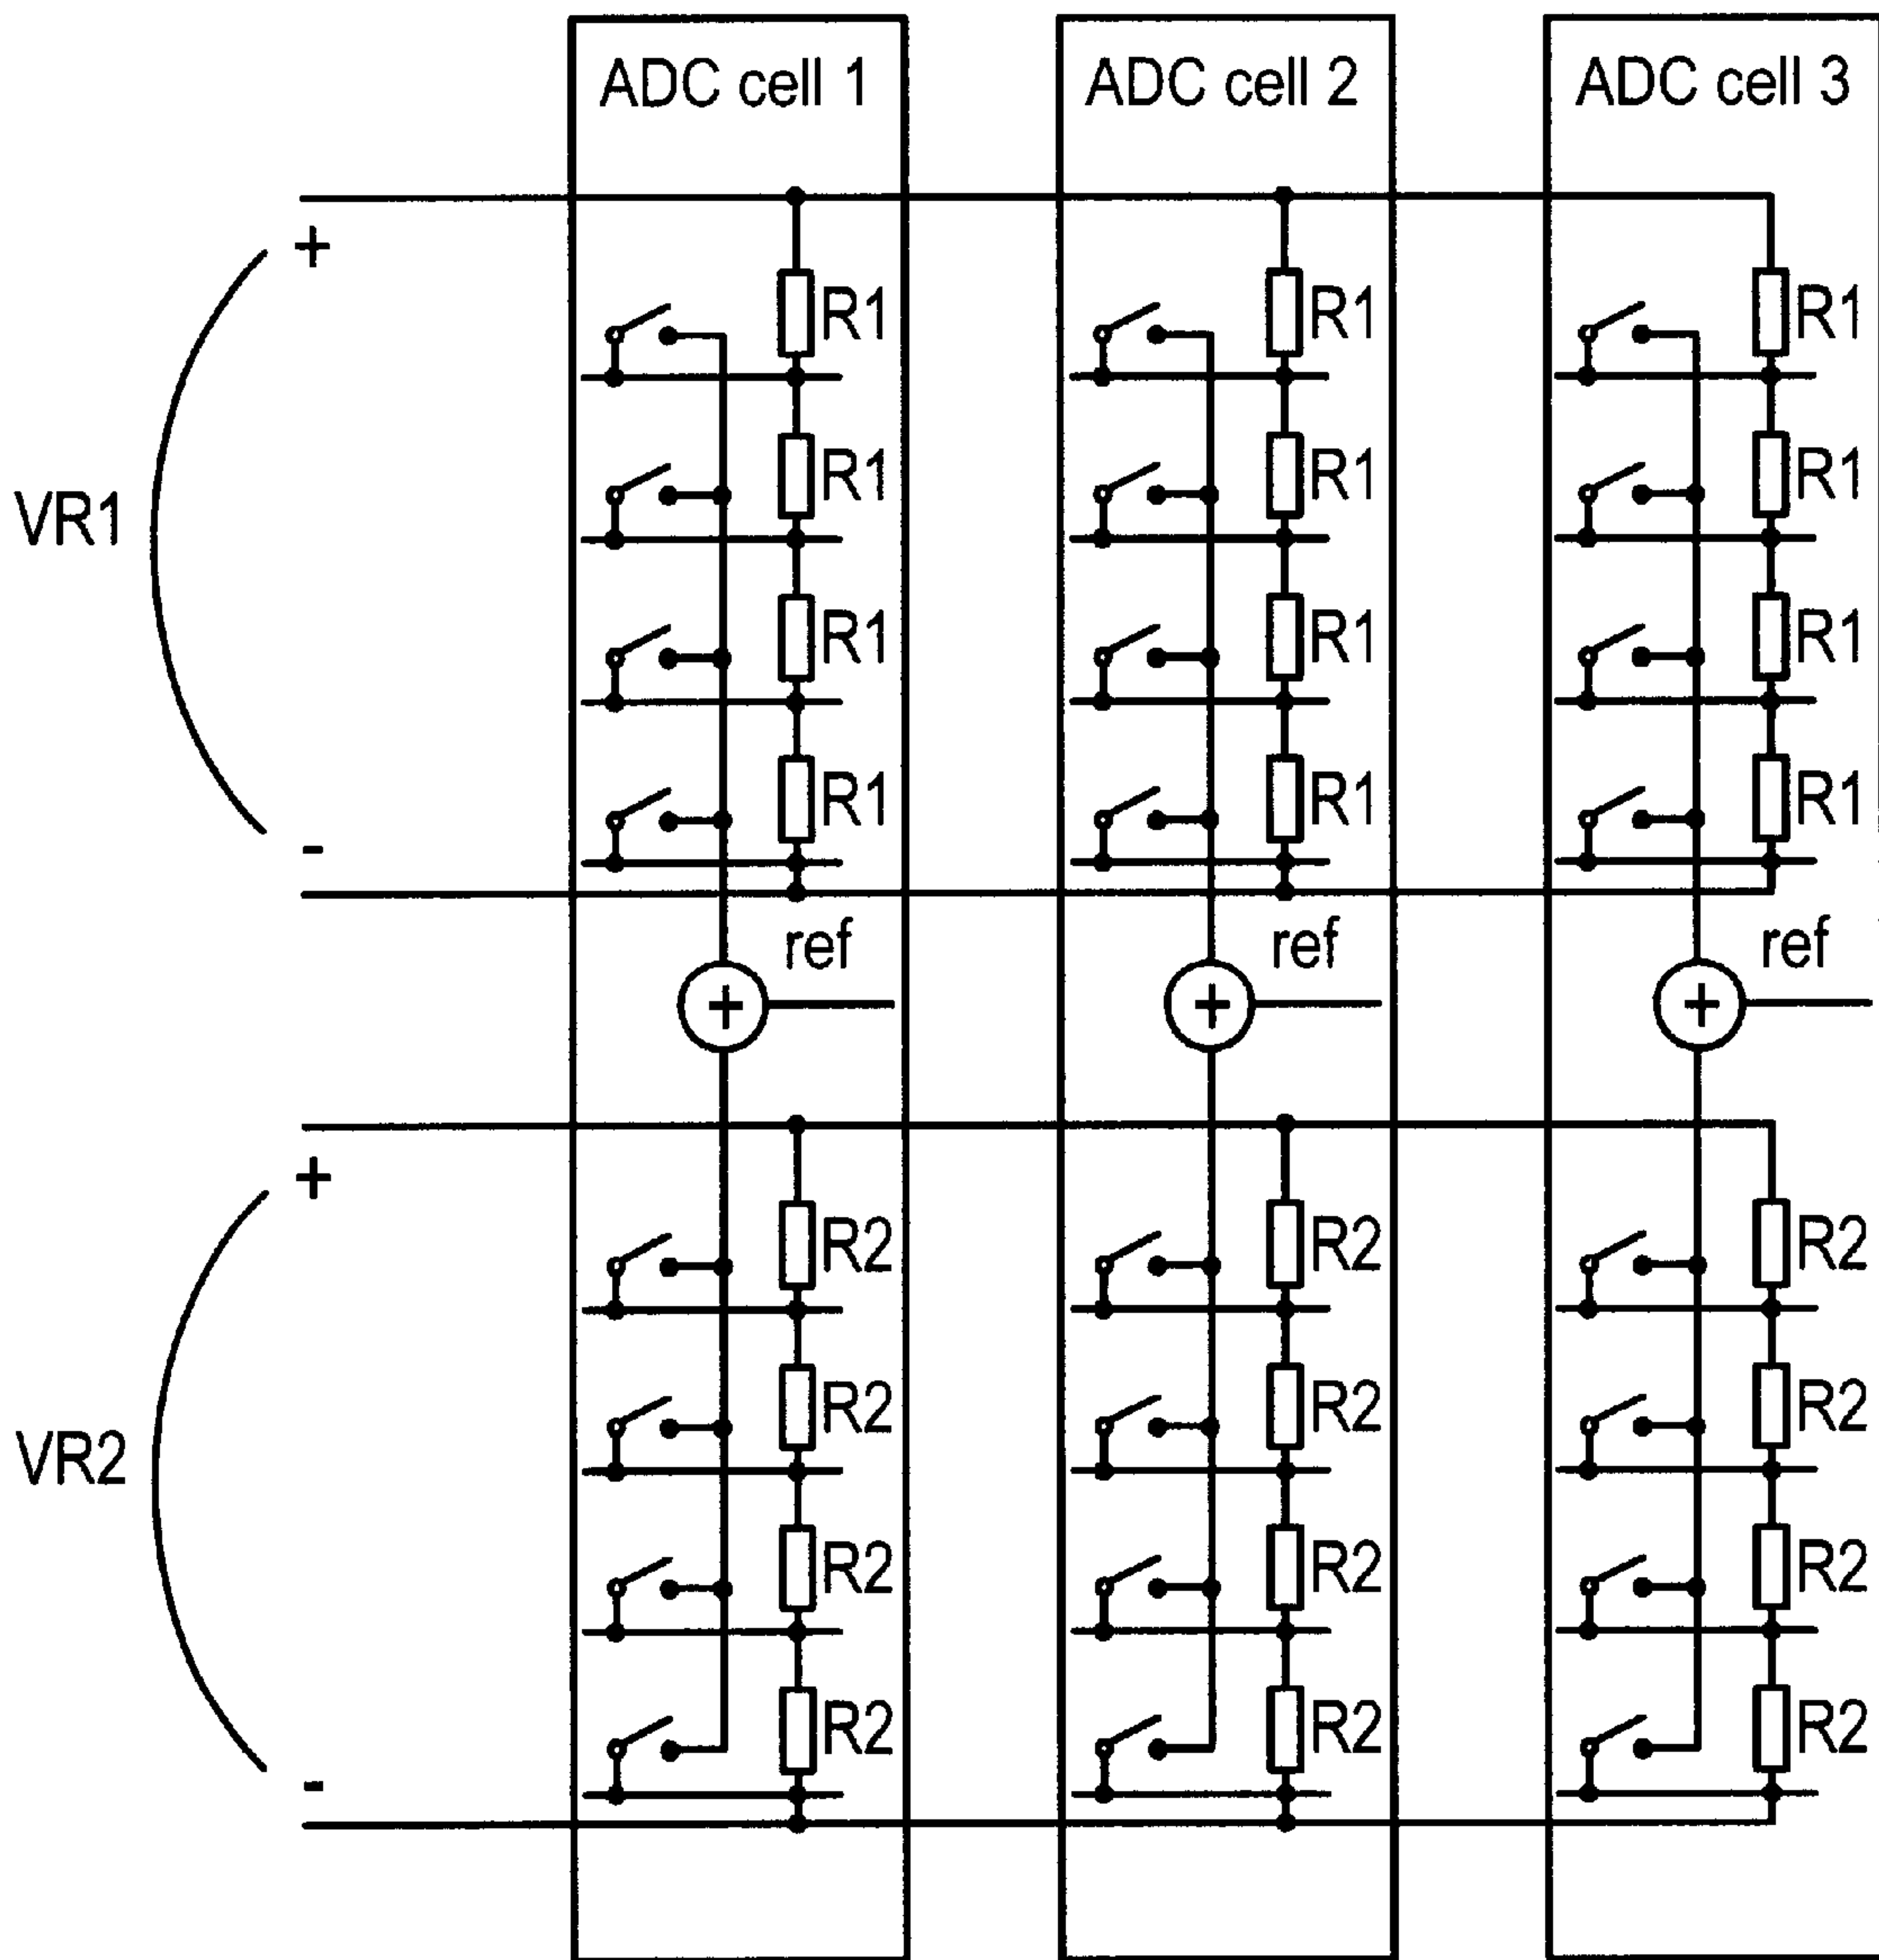 ADC cell 1 ADC cell 2 ADC cell 3
+
R1 R1 R1
R1 R1 R1
VR1
R1 R1 R1
R1 R1 R1
-
ref ref ref
+ + +
+
R2 R2 R2
R2 R2 R2
VR2
R2 R2 R2
R2 R2 R2
-